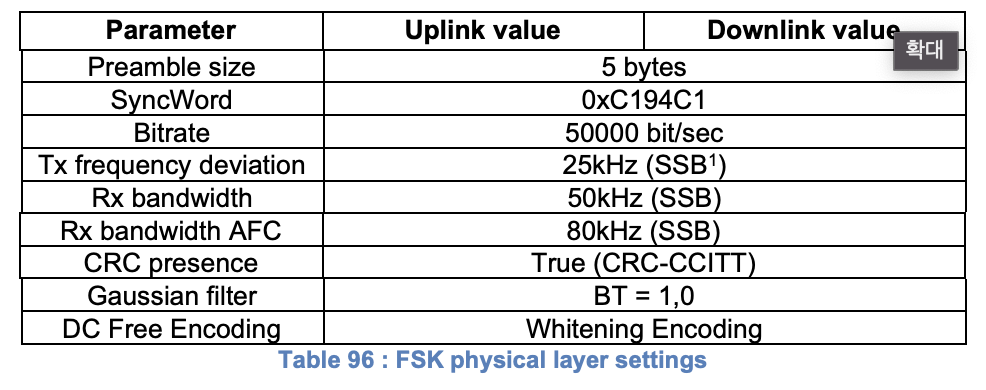 Parameter Uplink value Downlink value
확대
Preamble size 5 bytes
SyncWord 0xC194C1
Bitrate 50000 bit/sec
Tx frequency deviation 25kHz (SSB¹)
Rx bandwidth 50kHz (SSB)
Rx bandwidth AFC 80kHz (SSB)
CRC presence True (CRC-CCITT)
Gaussian filter BT = 1,0
DC Free Encoding Whitening Encoding
Table 96 : FSK physical layer settings